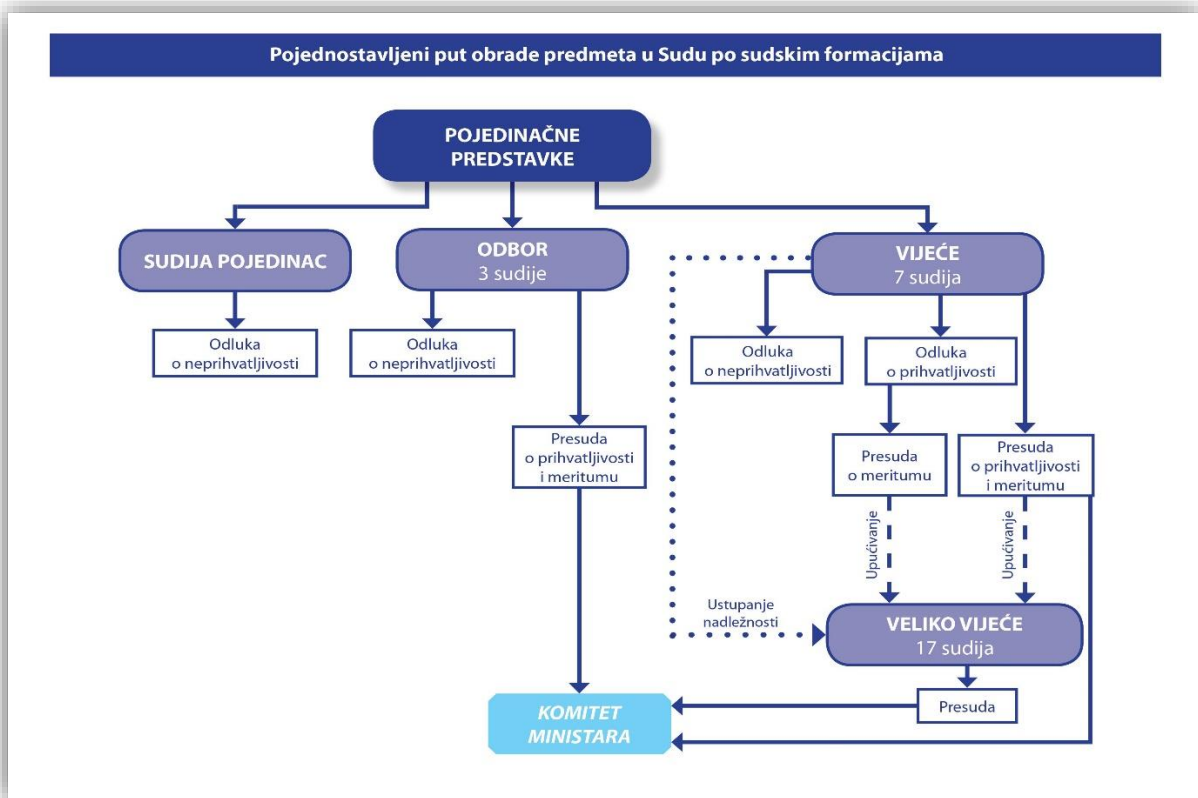 Pojednostavljeni put obrade predmeta u Sudu po sudskim formacijama
POJEDINAČNE
PREDSTAVKE
SUDIJA POJEDINAC
ODBOR
3 sudije
VIJEĆE
7 sudija
Odluka
o neprihvatljivosti
Odluka
o neprihvatljivosti
Odluka
o neprihvatljivosti
Odluka
o prihvatljivosti
Presuda
o prihvatljivosti
i meritumu
Presuda
o meritumu
Presuda
o prihvatljivosti
i meritumu
Upućivanje
Upućivanje
Ustupanje
nadležnosti
VELIKO VIJEĆE
17 sudija
Presuda
KOMITET
MINISTARA